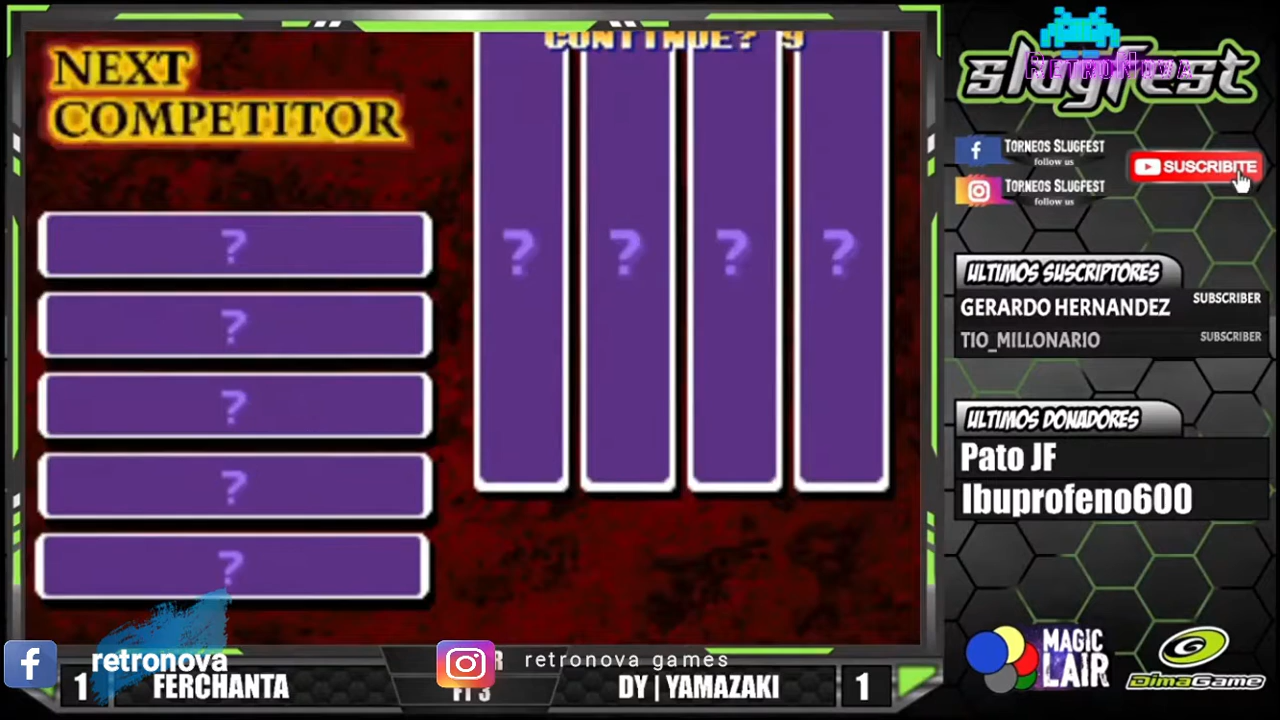 NEXT
COMPETITOR
CONTINUE? 9
?
?
?
?
?
?
?
?
?
slugfest
RETRONOVA
TORNEOS SLUGFEST
follow us
TORNEOS SLUGFEST
follow us
SUSCRIBITE
ULTIMOS SUSCRIPTORES
GERARDO HERNANDEZ SUBSCRIBER
TIO_MILLONARIO SUBSCRIBER
ULTIMOS DONADORES
Pato JF
Ibuprofeno600
MAGIC
LAIR
DIMAGAME
retronova
retronova games
1 FERCHANTA
FT 3
DY | YAMAZAKI 1